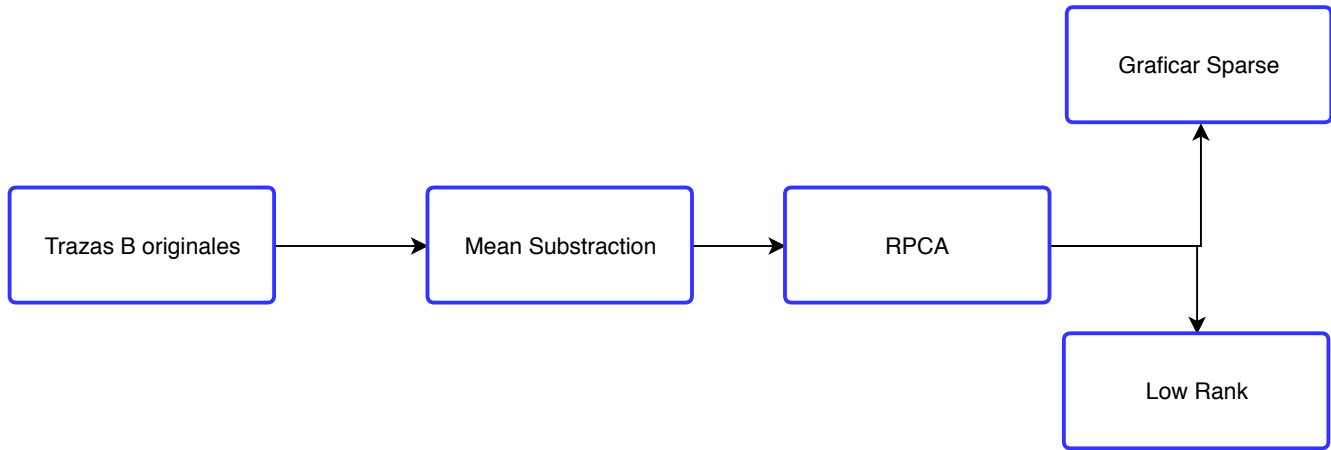 Graficar Sparse
Trazas B originales
Mean Substraction
RPCA
Low Rank